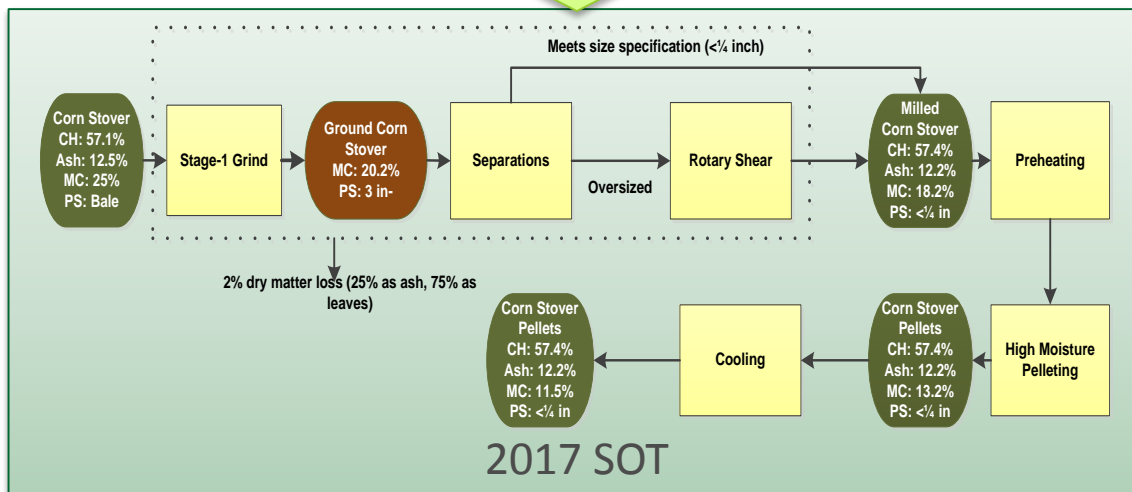 Meets size specification (<¼ inch)
Corn Stover
CH: 57.1%
Ash: 12.5%
MC: 25%
PS: Bale
Stage-1 Grind
Ground Corn
Stover
MC: 20.2%
PS: 3 in-
Separations
Oversized
Rotary Shear
Milled
Corn Stover
CH: 57.4%
Ash: 12.2%
MC: 18.2%
PS: <¼ in
Preheating
2% dry matter loss (25% as ash, 75% as
leaves)
High Moisture
Pelleting
Corn Stover
Pellets
CH: 57.4%
Ash: 12.2%
MC: 13.2%
PS: <¼ in
Cooling
Corn Stover
Pellets
CH: 57.4%
Ash: 12.2%
MC: 11.5%
PS: <¼ in
2017 SOT